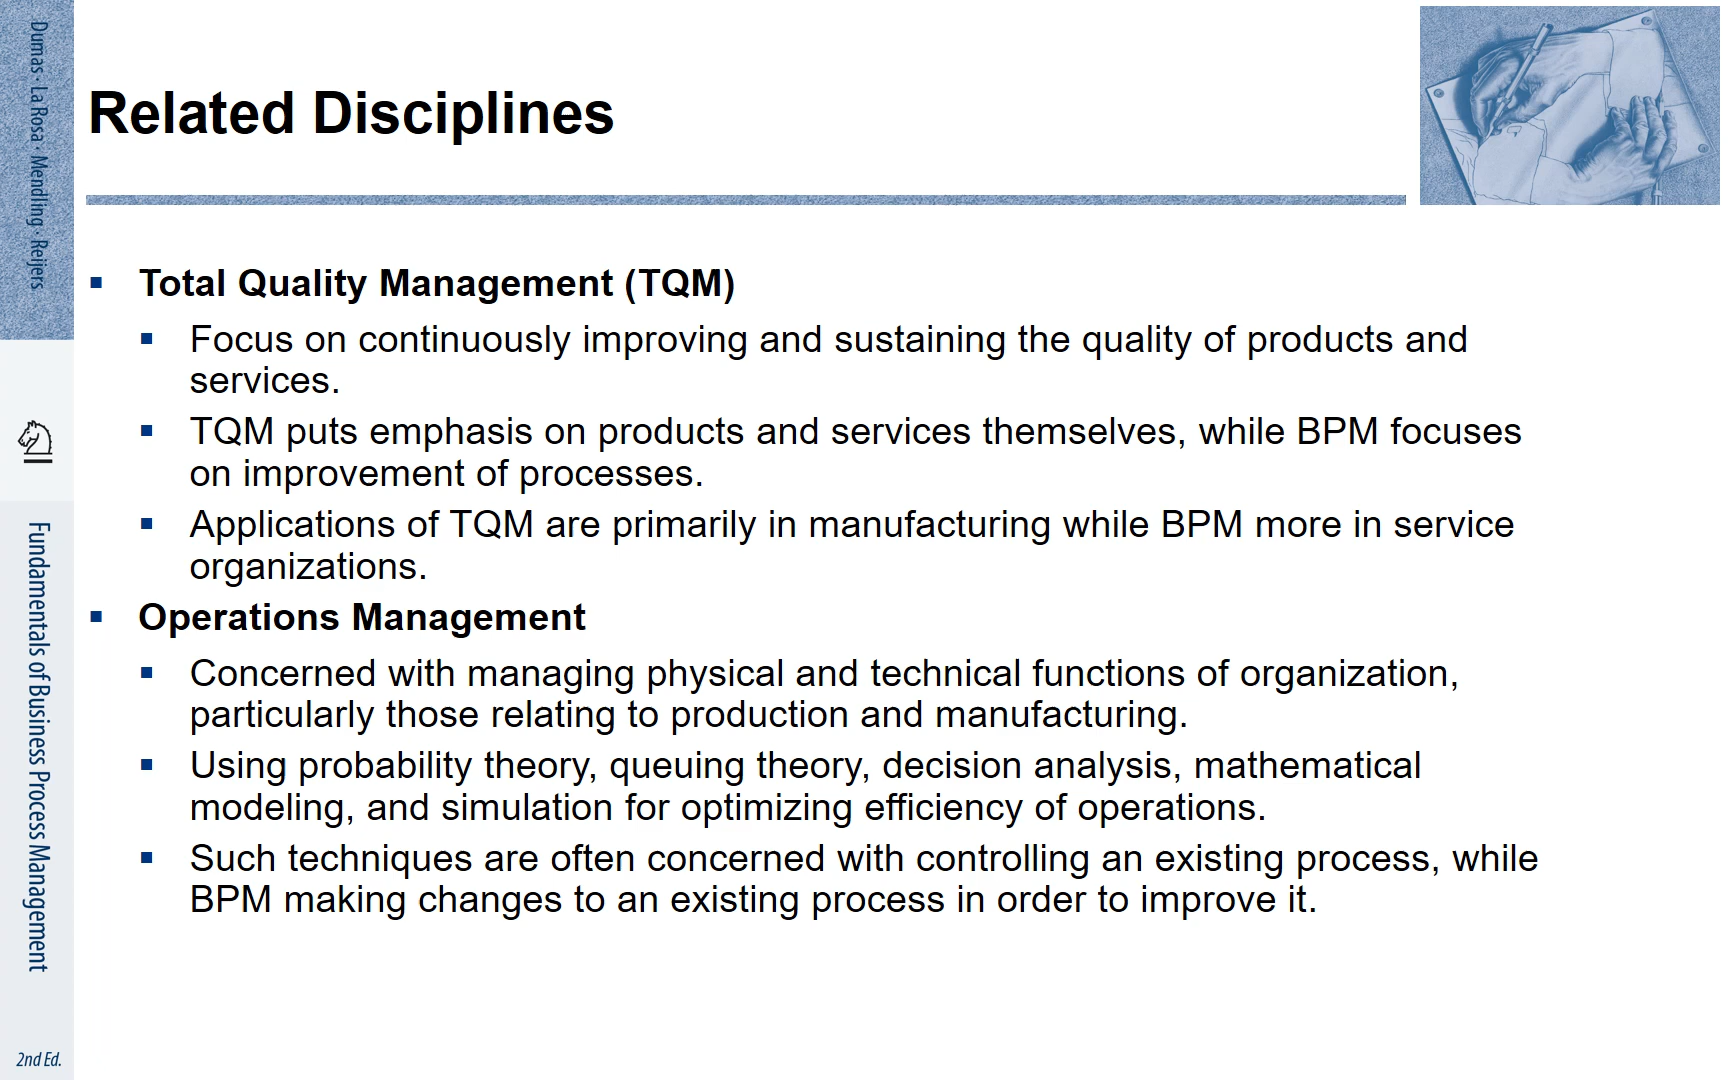 Dumas · La Rosa · Mendling · Reijers
Fundamentals of Business Process Management
2nd Ed.
Related Disciplines
▪ Total Quality Management (TQM)
▪ Focus on continuously improving and sustaining the quality of products and
services.
▪ TQM puts emphasis on products and services themselves, while BPM focuses
on improvement of processes.
▪ Applications of TQM are primarily in manufacturing while BPM more in service
organizations.
▪ Operations Management
▪ Concerned with managing physical and technical functions of organization,
particularly those relating to production and manufacturing.
▪ Using probability theory, queuing theory, decision analysis, mathematical
modeling, and simulation for optimizing efficiency of operations.
▪ Such techniques are often concerned with controlling an existing process, while
BPM making changes to an existing process in order to improve it.